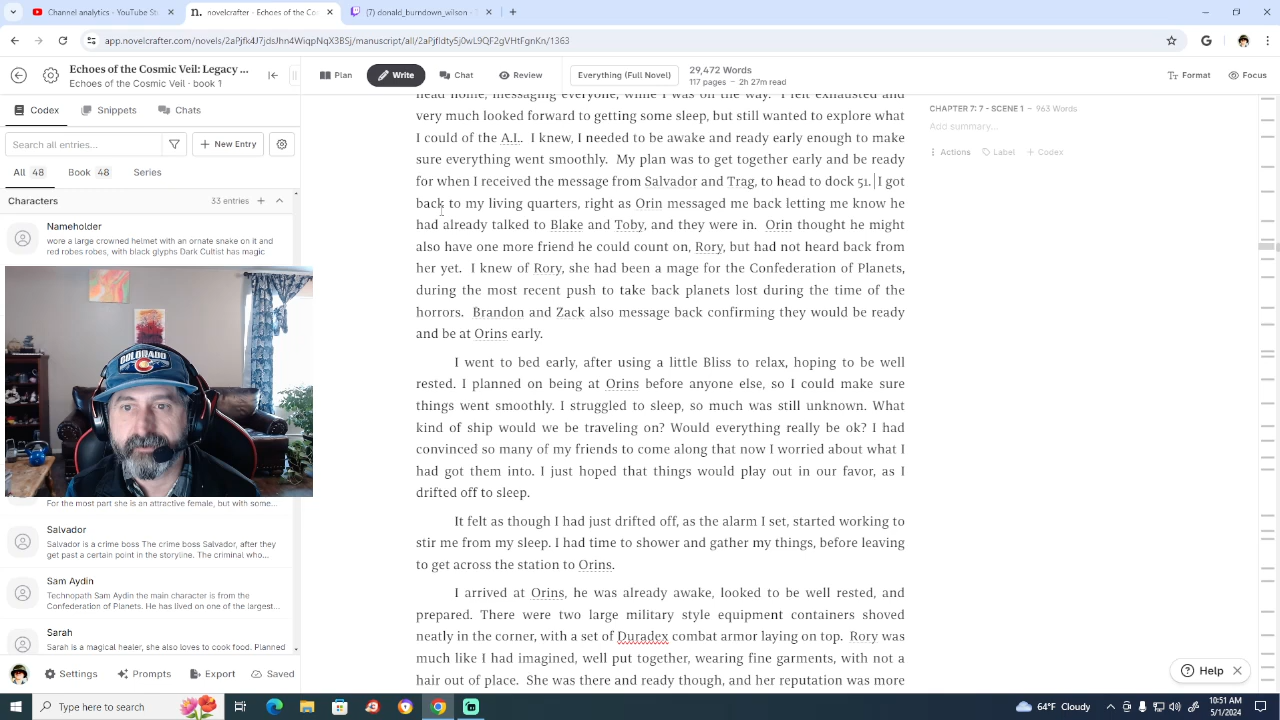 Christian
nove
novelcrafter
[novelcrafter | sl
app.novelcrafter.com/
manuscript/all/
/1363
Echoes of the Cosmic Veil: Legacy ...
Echoes of the Cosmic Veil - book 1
Plan
Write
Chat
Review
Everything (Full Novel)
29,472 Words
117 pages - 2h 27m read
Format
Focus
Codex
Snippets
Chats
Search all entries...
New Entry
All 48
Book 48
Series
Characters
33 entries
Nameholder
wore a large crowned helmet with an ornate snake on it and
red robes robes, with black glyphs Dark Cultist has magic
COLORADO
For the most part she is an attractive female, but with some...
Salvador
Salvador is a crime boss The crime boss Salvador, after they
get past a certain point in the storyline. The criminal who...
Sam Aydin
Technopath Sam Aydin the main character is from the
Confederation of Planets. He has lived on one of the largest...
Sarah
Sarah is a magical healer, she also loves to cook food. Planned
Settings
Prompts
Export
Saved
head home, messaging everyone, while I was on the way. I felt exhausted and
very much looked forward to getting some sleep, but still wanted to explore what
I could of the A.I.. I knew I needed to be awake and ready early enough to make
sure everything went smoothly. My plan was to get together early and be ready
for when I received the message from Salvador and Trag, to head to dock 51. I got
back to my living quarters, right as Orin messaged me back letting me know he
had already talked to Blake and Toby, and they were in. Orin thought he might
also have one more friend he could count on, Rory, but had not heard back from
her yet. I knew of Rory, she had been a mage for the Confederation of Planets,
during the most recent push to take back planets lost during the time of the
horrors. Brandon and Zack also message back confirming they would be ready
and be at Orins early.
I went to bed early, after using a little Bliss to relax, hoping to be well
rested. I planned on being at Orins before anyone else, so I could make sure
things went smoothly. I struggled to sleep, so much was still unknown. What
kind of ship would we be traveling on? Would everything really be ok? I had
convinced so many of my friends to come along that now I worried about what I
had got them into. I just hoped that things would play out in our favor, as I
drifted off to sleep.
It felt as though I had just drifted off, as the alarm I set, started working to
stir me from my sleep. I had time to shower and gather my things, before leaving
to get across the station to Orins.
I arrived at Orins, he was already awake, looked to be well rested, and
prepared. There were two large military style equipment containers shoved
neatly in the corner, with a set of Duradex combat armor laying on top. Rory was
much like I had imagined, well put together, wearing fine garments, with not a
hair out of place. She was there and ready though, and her reputation was more
CHAPTER 7: 7 - SCENE 1 – 963 Words
Add summary...
Actions
Label
Codex
Help
Type here to search
64°F Cloudy
10:51 AM
5/1/2024